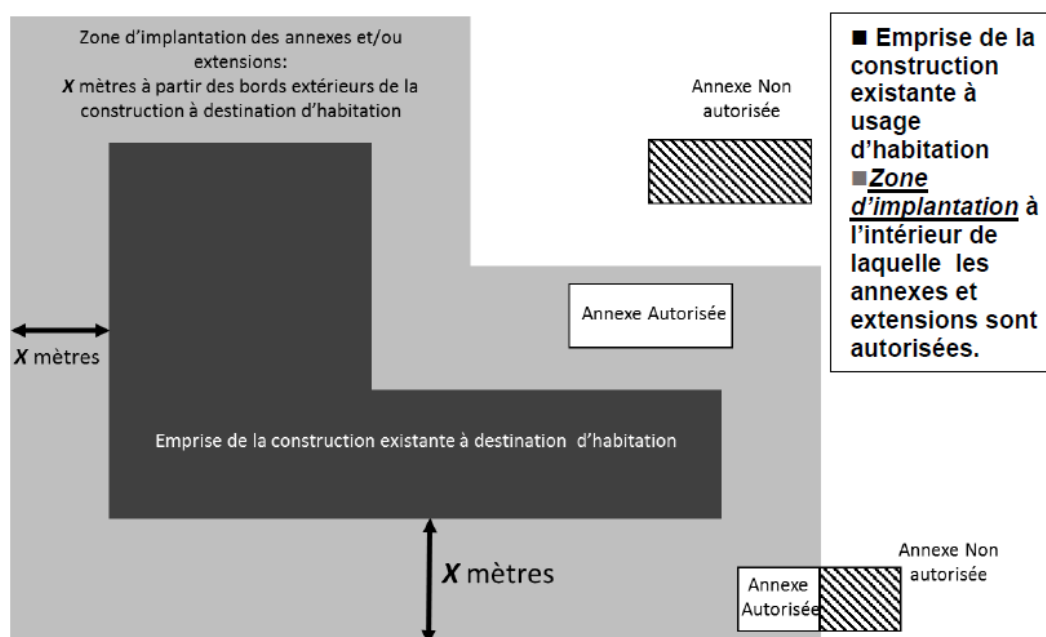 Zone d'implantation des annexes et/ou
extensions:
X mètres à partir des bords extérieurs de la
construction à destination d'habitation
Annexe Non
autorisée
■ Emprise de la
construction
existante à
usage
d'habitation
■Zone
d'implantation à
l'intérieur de
laquelle les
annexes et
extensions sont
autorisées.
Annexe Autorisée
X mètres
Emprise de la construction existante à destination d'habitation
X mètres
Annexe Non
autorisée
Annexe
Autorisée